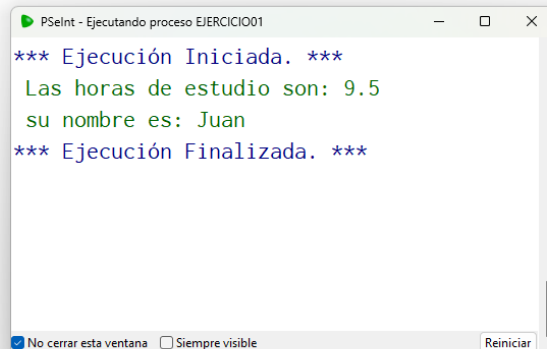 PSeInt - Ejecutando proceso EJERCICIO01
*** Ejecución Iniciada. ***
Las horas de estudio son: 9.5
su nombre es: Juan
*** Ejecución Finalizada. ***
No cerrar esta ventana Siempre visible Reiniciar